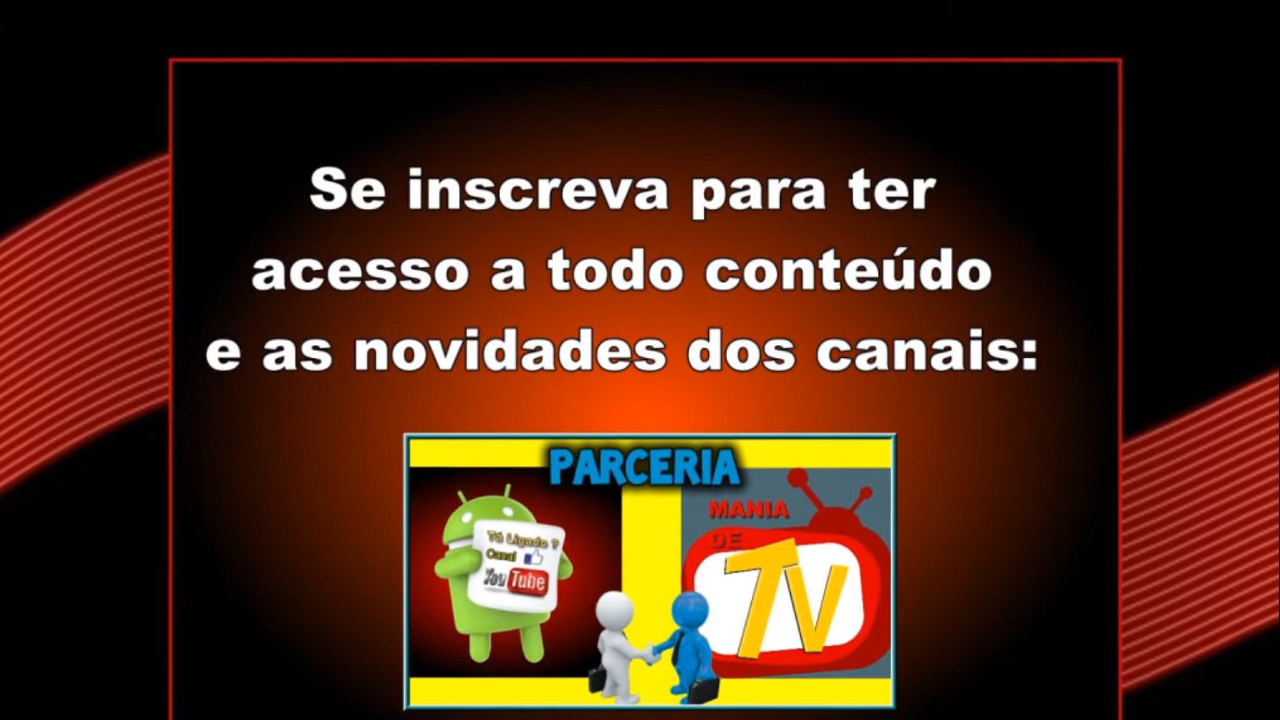 Se inscreva para ter
acesso a todo conteúdo
e as novidades dos canais:
PARCERIA
Tá Ligado ?
Canal
YouTube
MANIA
DE
TV